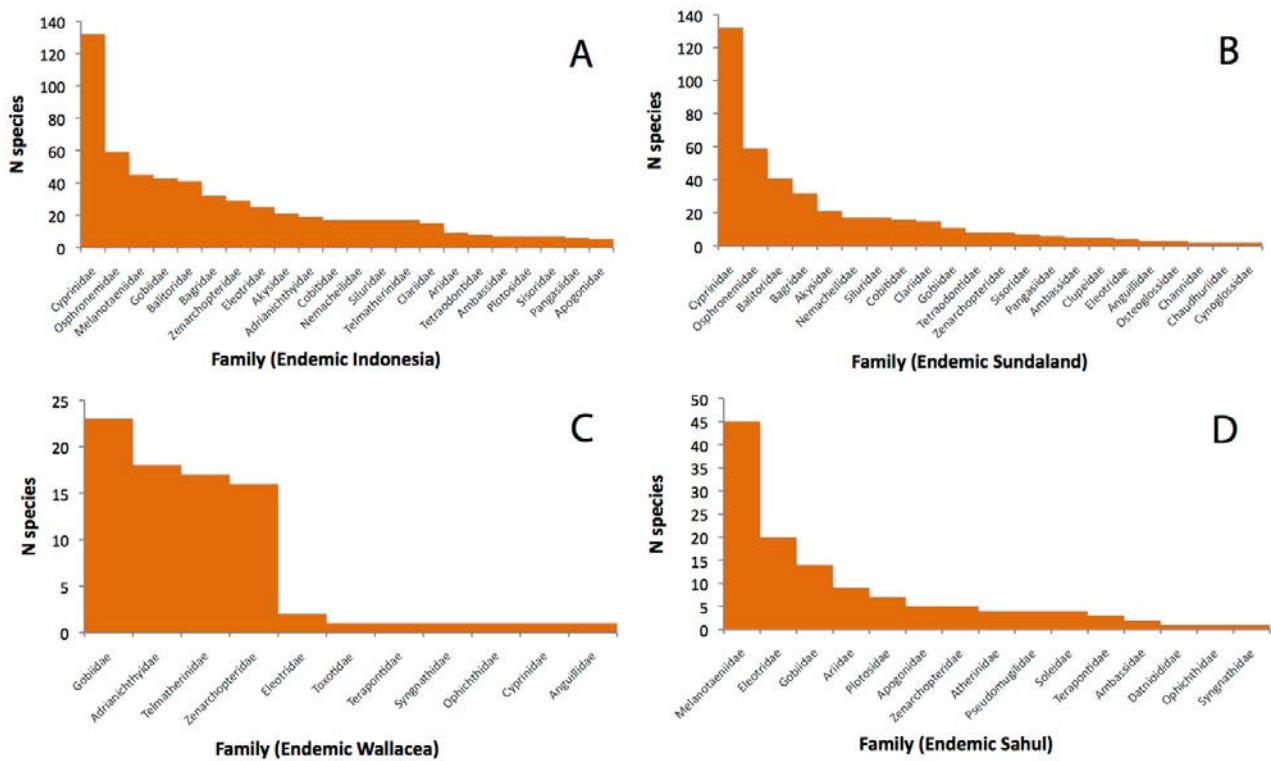 A
N species
140
120
100
80
60
40
20
0
Cyprinidae
Osphronemidae
Melanotaeniidae
Gobiidae
Balitoridae
Bagridae
Zenarchopteridae
Eleotridae
Akysidae
Adrianichthyidae
Cobitidae
Nemacheilidae
Siluridae
Telmatherinidae
Clariidae
Ariidae
Tetraodontidae
Ambassidae
Plotosidae
Sisoridae
Pangasiidae
Apogonidae
Family (Endemic Indonesia)
B
N species
140
120
100
80
60
40
20
0
Cyprinidae
Osphronemidae
Balitoridae
Bagridae
Akysidae
Nemacheilidae
Siluridae
Cobitidae
Clariidae
Gobiidae
Tetraodontidae
Zenarchopteridae
Sisoridae
Pangasiidae
Ambassidae
Clupeidae
Eleotridae
Anguillidae
Osteoglossidae
Channidae
Chaudhuriidae
Cynoglossidae
Family (Endemic Sundaland)
C
N species
25
20
15
10
5
0
Gobiidae
Adrianichthyidae
Telmatherinidae
Zenarchopteridae
Eleotridae
Toxotidae
Terapontidae
Syngnathidae
Ophichthidae
Cyprinidae
Anguillidae
Family (Endemic Wallacea)
D
N species
50
45
40
35
30
25
20
15
10
5
0
Melanotaeniidae
Eleotridae
Gobiidae
Ariidae
Plotosidae
Apogonidae
Zenarchopteridae
Atherinidae
Pseudomugilidae
Soleidae
Terapontidae
Ambassidae
Datnioididae
Ophichthidae
Syngnathidae
Family (Endemic Sahul)